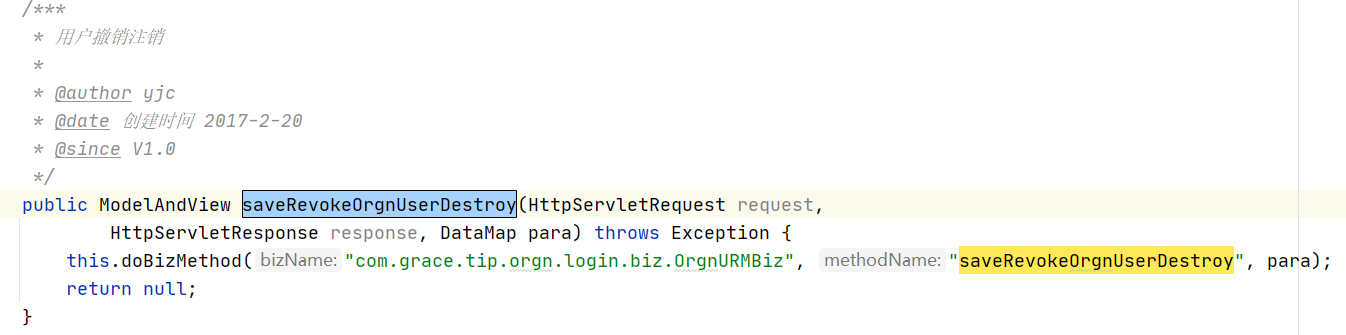 /***
 * 用户撤销注销
 *
 * @author yjc
 * @date 创建时间 2017-2-20
 * @since V1.0
 */
public ModelAndView saveRevokeOrgnUserDestroy(HttpServletRequest request,
        HttpServletResponse response, DataMap para) throws Exception {
    this.doBizMethod( bizName: "com.grace.tip.orgn.login.biz.OrgnURMBiz", methodName: "saveRevokeOrgnUserDestroy", para);
    return null;
}